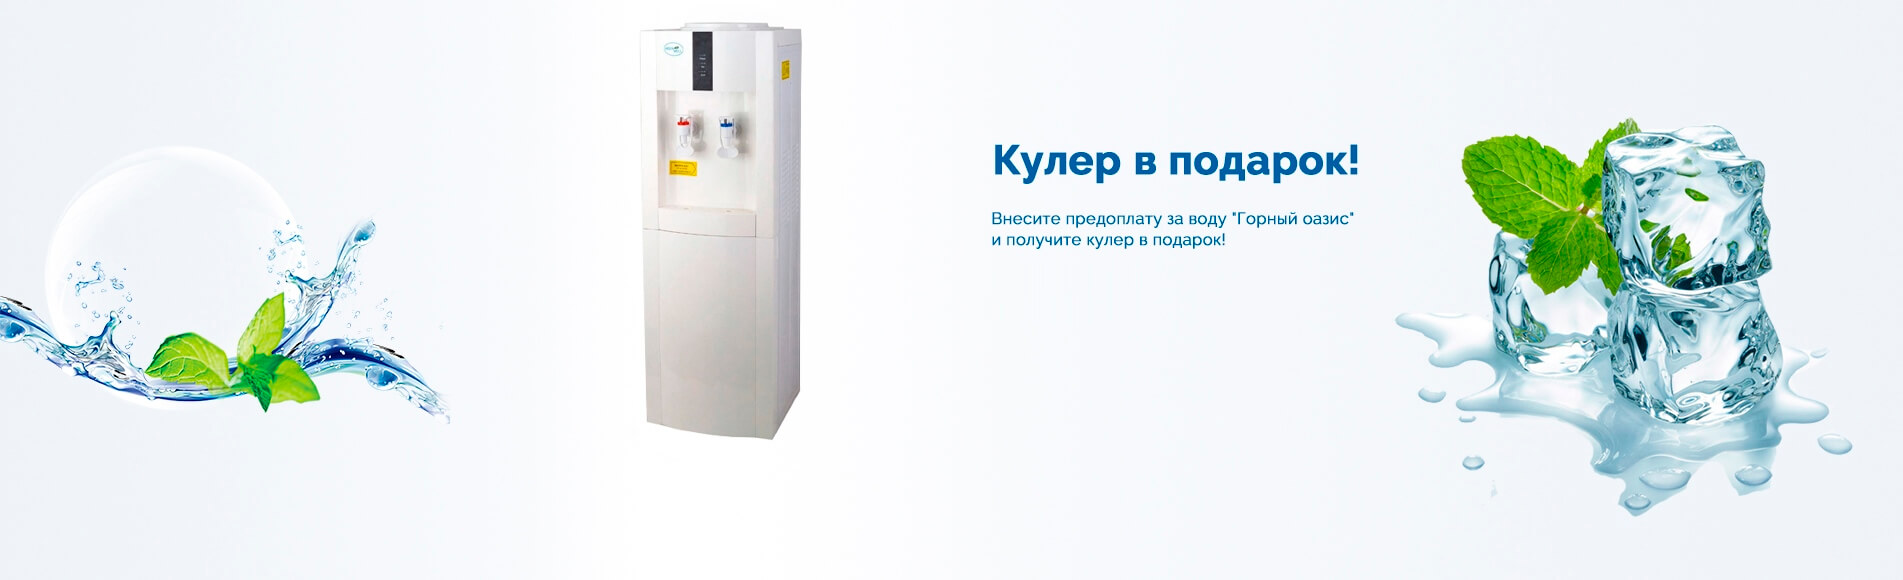 Кулер в подарок!
Внесите предоплату за воду "Горный оазис"
и получите кулер в подарок!